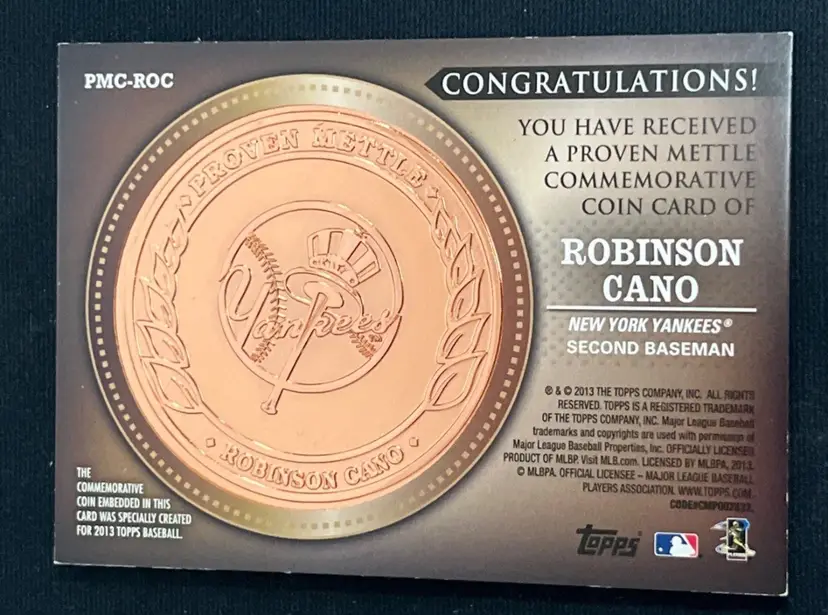 PMC-ROC
CONGRATULATIONS!
YOU HAVE RECEIVED
A PROVEN METTLE
COMMEMORATIVE
COIN CARD OF
ROBINSON
CANO
NEW YORK YANKEES®
SECOND BASEMAN
PROVEN METTLE
Yankees
ROBINSON CANO
® & © 2013 THE TOPPS COMPANY, INC. ALL RIGHTS
RESERVED. TOPPS IS A REGISTERED TRADEMARK
OF THE TOPPS COMPANY, INC. Major League Baseball
trademarks and copyrights are used with permission of
Major League Baseball Properties, Inc. OFFICIALLY LICENSED
PRODUCT OF MLBP. Visit MLB.com. LICENSED BY MLBPA, 2013.
© MLBPA. OFFICIAL LICENSEE – MAJOR LEAGUE BASEBALL
PLAYERS ASSOCIATION. WWW.TOPPS.COM.
THE
COMMEMORATIVE
COIN EMBEDDED IN THIS
CARD WAS SPECIALLY CREATED
FOR 2013 TOPPS BASEBALL.
topps